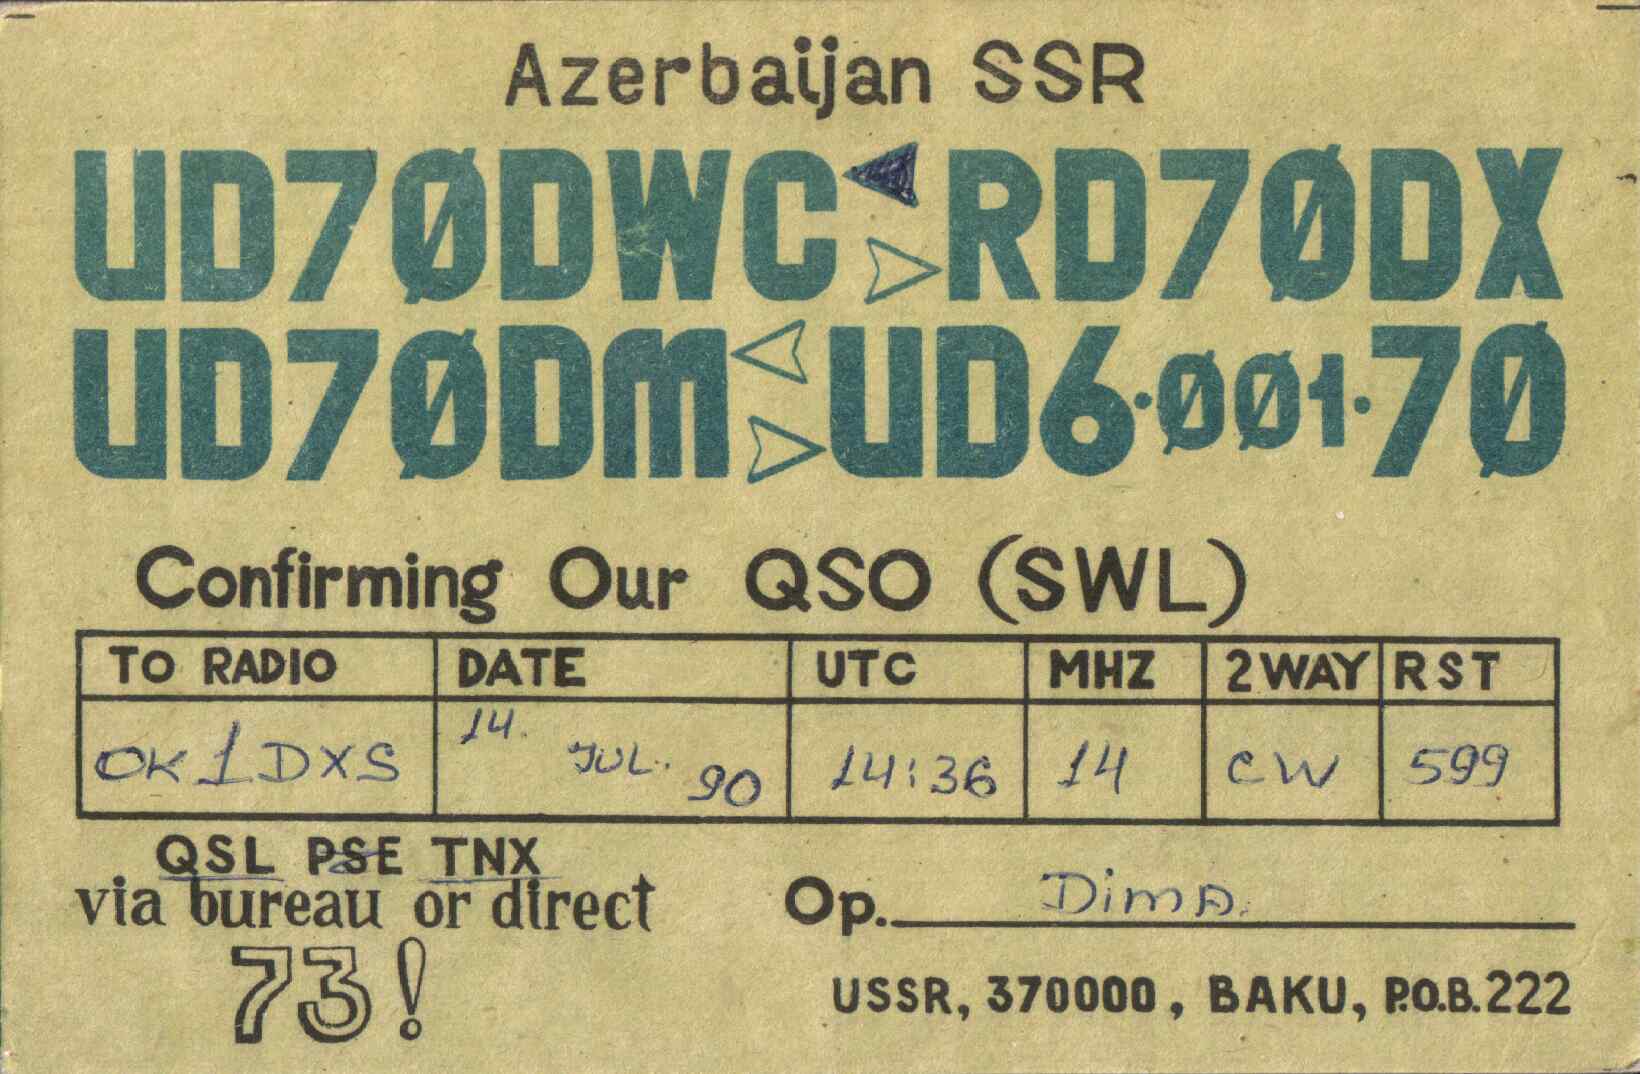 Azerbaijan SSR
UD7ØDWC RD7ØDX
UD7ØDM UD6·ØØ1·7Ø
Confirming Our QSO (SWL)
TO RADIO DATE UTC MHZ 2WAY RST
OK1DXS 14. JUL. 90 14:36 14 CW 599
QSL PSE TNX
via bureau or direct
73!
Op. Dima.
USSR, 370000, BAKU, P.O.B.222